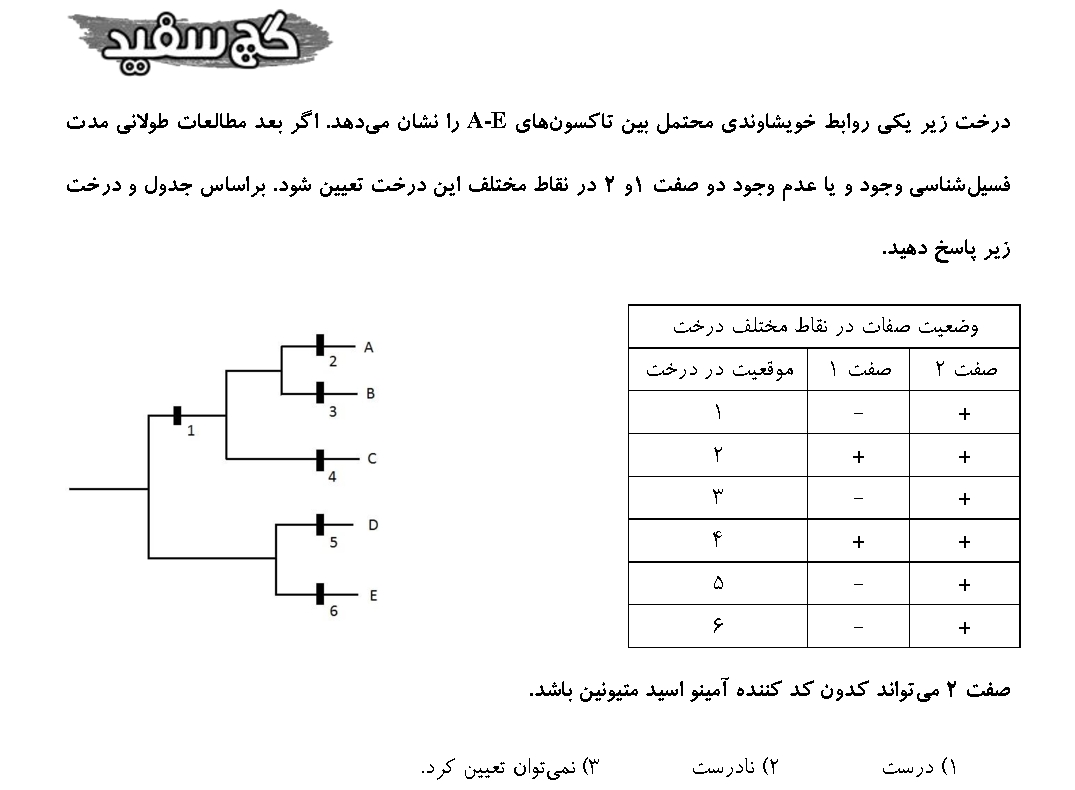 گچ سفید
درخت زیر یکی روابط خویشاوندی محتمل بین تاکسون‌های A-E را نشان می‌دهد. اگر بعد مطالعات طولانی مدت
فسیل‌شناسی وجود و یا عدم وجود دو صفت ۱و ۲ در نقاط مختلف این درخت تعیین شود. براساس جدول و درخت
زیر پاسخ دهید.
وضعیت صفات در نقاط مختلف درخت
موقعیت در درخت صفت ۱ صفت ۲
۱ - +
۲ + +
۳ - +
۴ + +
۵ - +
۶ - +
A
2
B
3
1
C
4
D
5
E
6
صفت ۲ می‌تواند کدون کد کننده آمینو اسید متیونین باشد.
۱) درست ۲) نادرست ۳) نمی‌توان تعیین کرد.